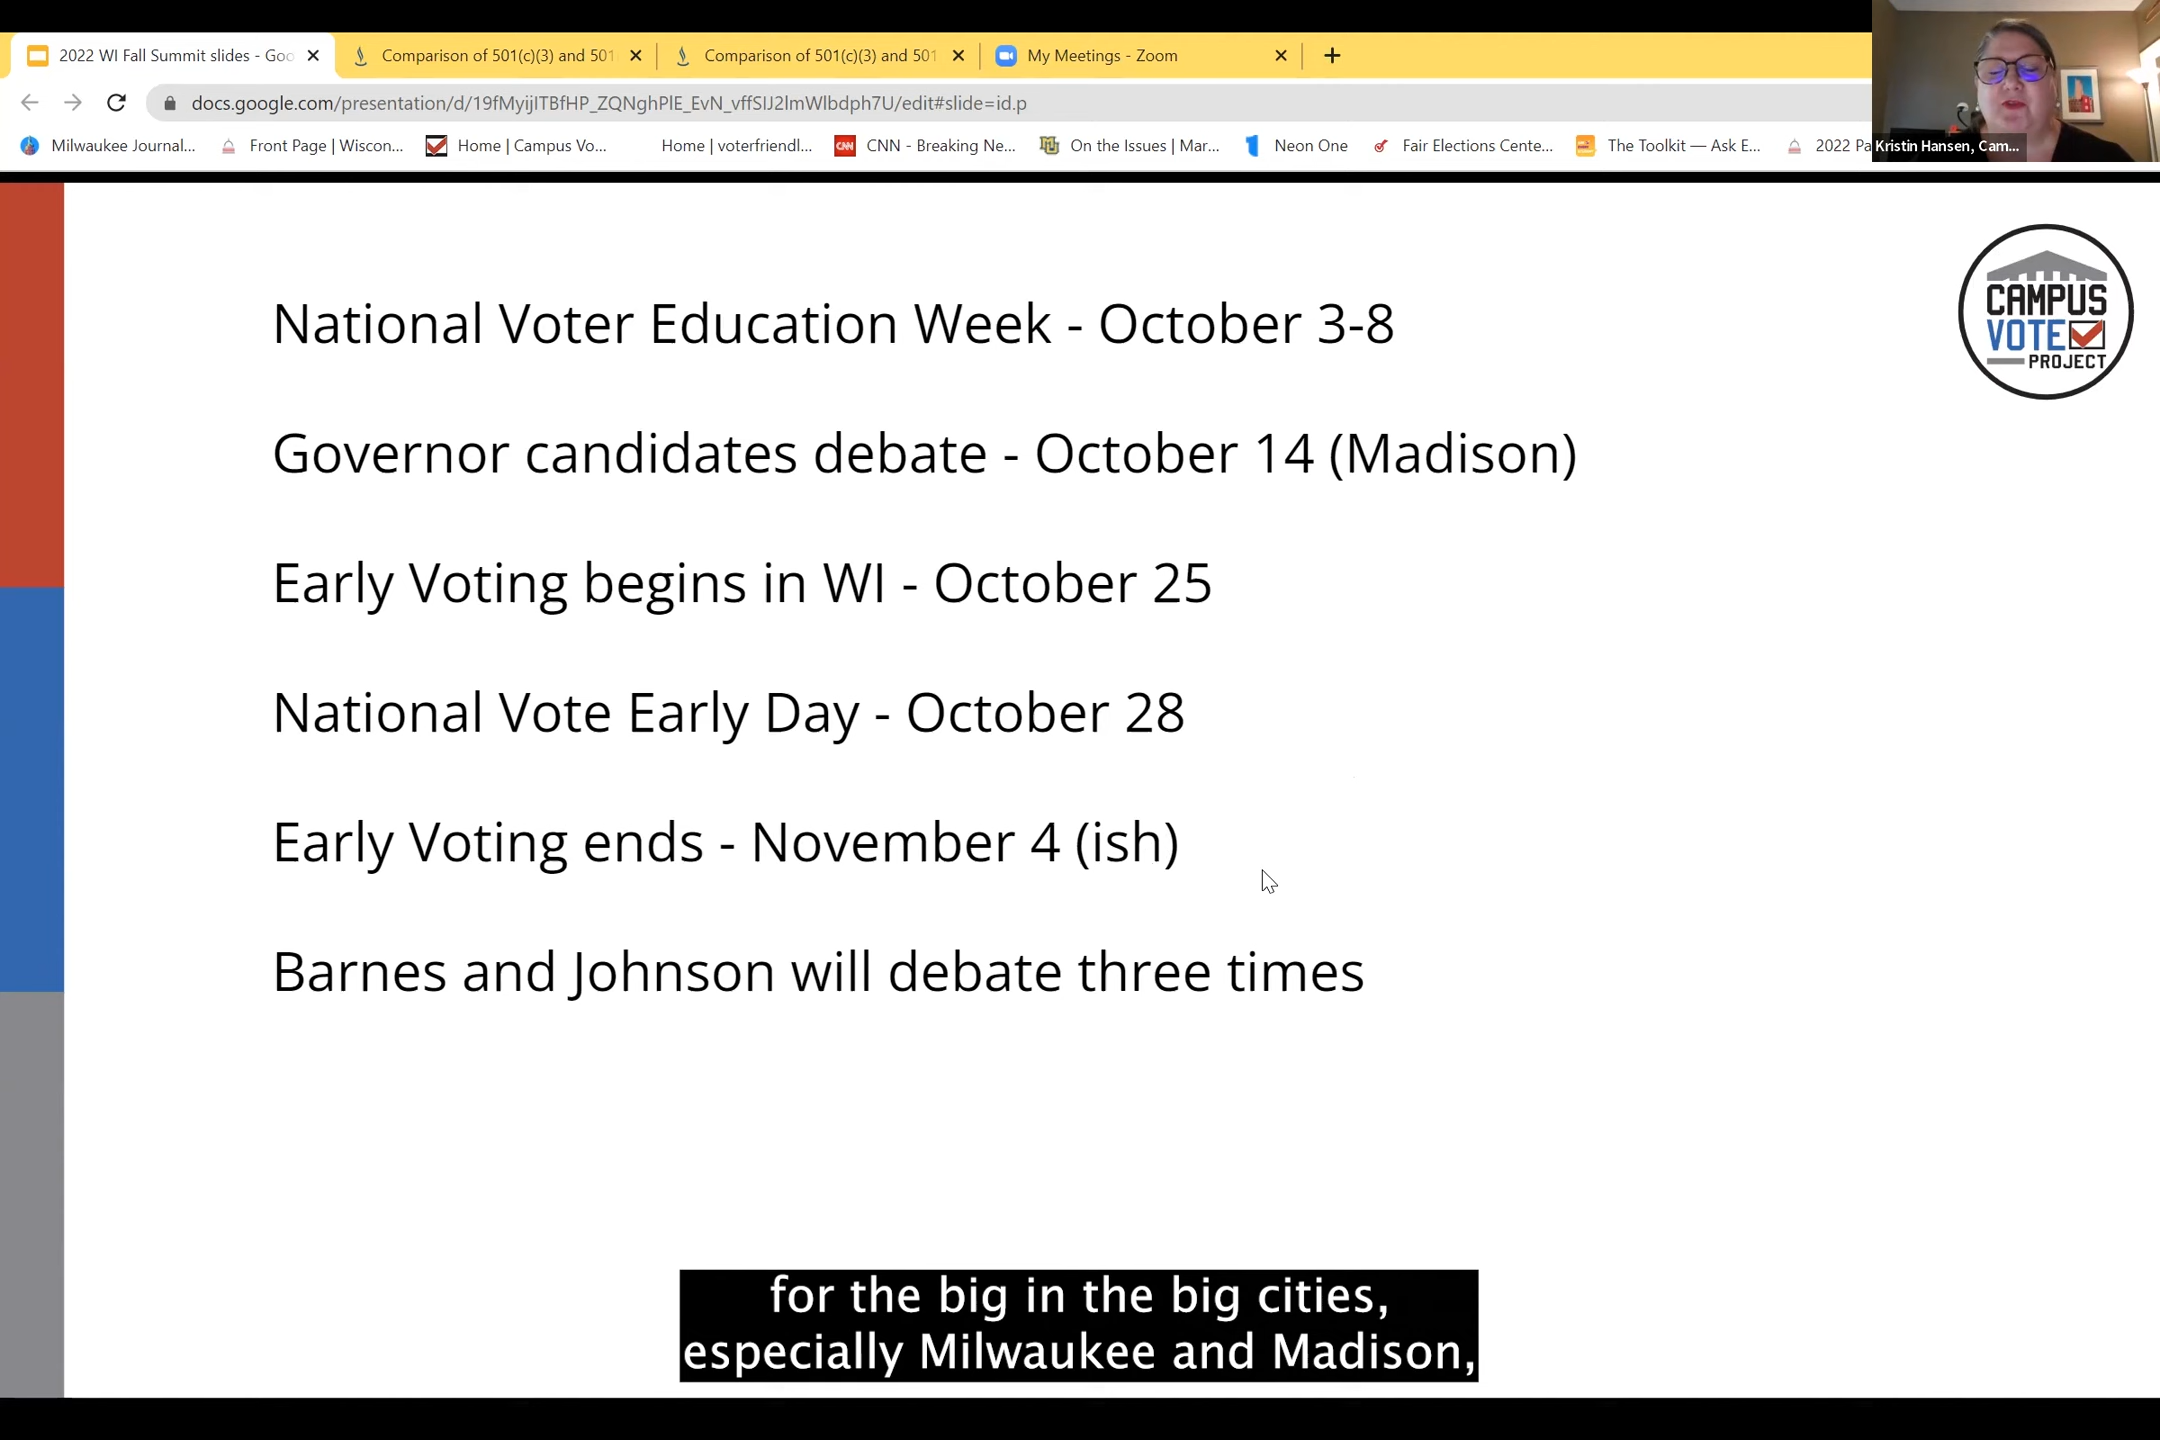 2022 WI Fall Summit slides - Goo
Comparison of 501(c)(3) and 501
Comparison of 501(c)(3) and 501
My Meetings - Zoom
docs.google.com/presentation/d/19fMyijITBfHP_ZQNghPlE_EvN_vffSIJ2lmWlbdph7U/edit#slide=id.p
Milwaukee Journal...
Front Page | Wiscon...
Home | Campus Vo...
Home | voterfriendl...
CNN - Breaking Ne...
On the Issues | Mar...
Neon One
Fair Elections Cente...
The Toolkit — Ask E...
2022 Pa
Kristin Hansen, Cam...
CAMPUS
VOTE
PROJECT
National Voter Education Week - October 3-8
Governor candidates debate - October 14 (Madison)
Early Voting begins in WI - October 25
National Vote Early Day - October 28
Early Voting ends - November 4 (ish)
Barnes and Johnson will debate three times
for the big in the big cities,
especially Milwaukee and Madison,